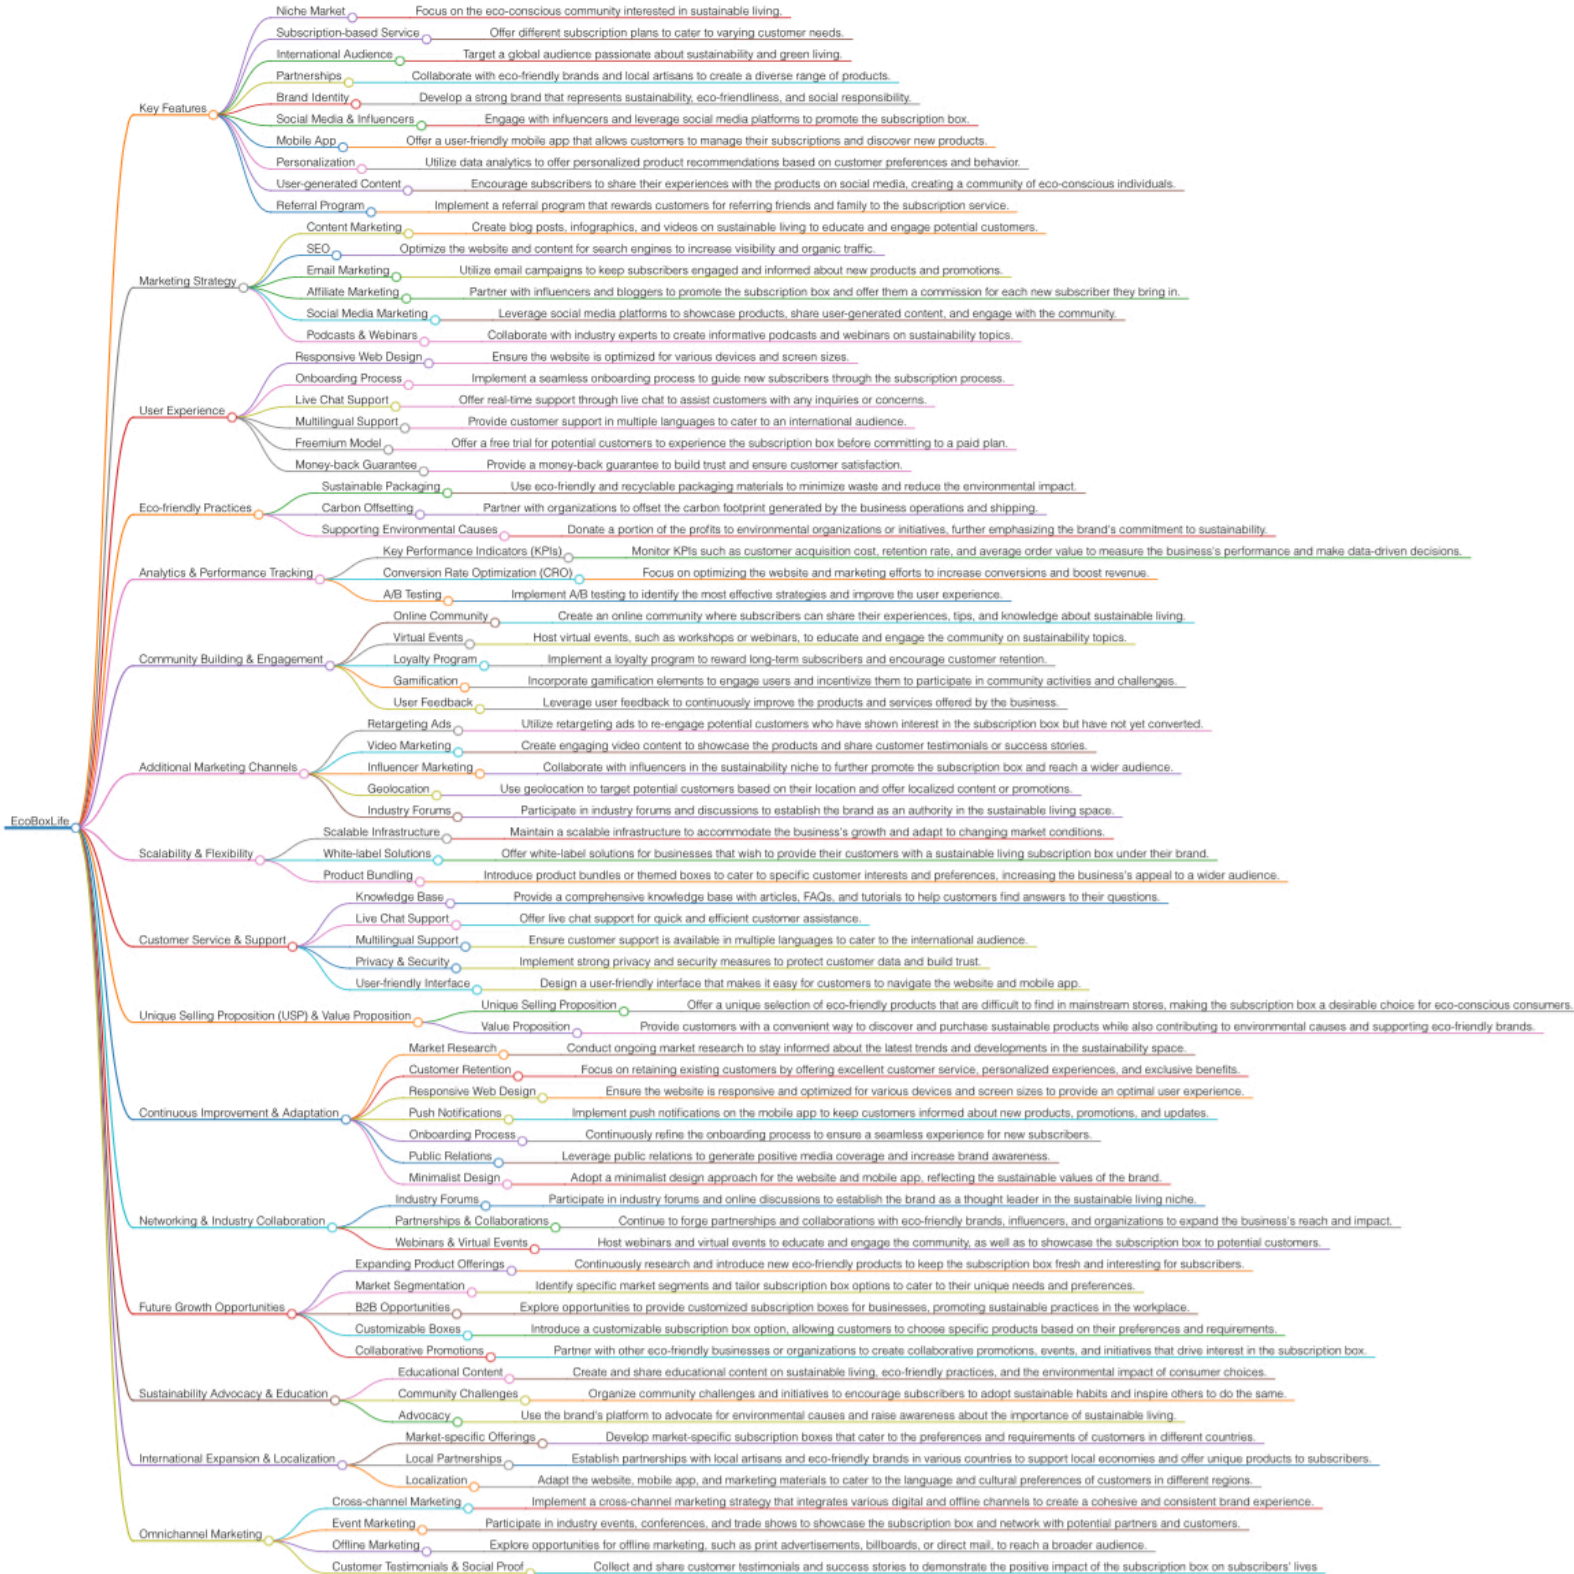 Niche Market Focus on the eco-conscious community interested in sustainable living.
Subscription-based Service Offer different subscription plans to cater to varying customer needs.
International Audience Target a global audience passionate about sustainability and green living.
Partnerships Collaborate with eco-friendly brands and local artisans to create a diverse range of products.
Brand Identity Develop a strong brand that represents sustainability, eco-friendliness, and social responsibility.
Key Features
Social Media & Influencers Engage with influencers and leverage social media platforms to promote the subscription box.
Mobile App Offer a user-friendly mobile app that allows customers to manage their subscriptions and discover new products.
Personalization Utilize data analytics to offer personalized product recommendations based on customer preferences and behavior.
User-generated Content Encourage subscribers to share their experiences with the products on social media, creating a community of eco-conscious individuals.
Referral Program Implement a referral program that rewards customers for referring friends and family to the subscription service.
Content Marketing Create blog posts, infographics, and videos on sustainable living to educate and engage potential customers.
SEO Optimize the website and content for search engines to increase visibility and organic traffic.
Email Marketing Utilize email campaigns to keep subscribers engaged and informed about new products and promotions.
Marketing Strategy
Affiliate Marketing Partner with influencers and bloggers to promote the subscription box and offer them a commission for each new subscriber they bring in.
Social Media Marketing Leverage social media platforms to showcase products, share user-generated content, and engage with the community.
Podcasts & Webinars Collaborate with industry experts to create informative podcasts and webinars on sustainability topics.
Responsive Web Design Ensure the website is optimized for various devices and screen sizes.
Onboarding Process Implement a seamless onboarding process to guide new subscribers through the subscription process.
Live Chat Support Offer real-time support through live chat to assist customers with any inquiries or concerns.
User Experience
Multilingual Support Provide customer support in multiple languages to cater to an international audience.
Freemium Model Offer a free trial for potential customers to experience the subscription box before committing to a paid plan.
Money-back Guarantee Provide a money-back guarantee to build trust and ensure customer satisfaction.
Sustainable Packaging Use eco-friendly and recyclable packaging materials to minimize waste and reduce the environmental impact.
Eco-friendly Practices Carbon Offsetting Partner with organizations to offset the carbon footprint generated by the business operations and shipping.
Supporting Environmental Causes Donate a portion of the profits to environmental organizations or initiatives, further emphasizing the brand's commitment to sustainability.
Key Performance Indicators (KPIs) Monitor KPIs such as customer acquisition cost, retention rate, and average order value to measure the business's performance and make data-driven decisions.
Analytics & Performance Tracking Conversion Rate Optimization (CRO) Focus on optimizing the website and marketing efforts to increase conversions and boost revenue.
A/B Testing Implement A/B testing to identify the most effective strategies and improve the user experience.
Online Community Create an online community where subscribers can share their experiences, tips, and knowledge about sustainable living.
Virtual Events Host virtual events, such as workshops or webinars, to educate and engage the community on sustainability topics.
Community Building & Engagement Loyalty Program Implement a loyalty program to reward long-term subscribers and encourage customer retention.
Gamification Incorporate gamification elements to engage users and incentivize them to participate in community activities and challenges.
User Feedback Leverage user feedback to continuously improve the products and services offered by the business.
Retargeting Ads Utilize retargeting ads to re-engage potential customers who have shown interest in the subscription box but have not yet converted.
Video Marketing Create engaging video content to showcase the products and share customer testimonials or success stories.
Additional Marketing Channels Influencer Marketing Collaborate with influencers in the sustainability niche to further promote the subscription box and reach a wider audience.
Geolocation Use geolocation to target potential customers based on their location and offer localized content or promotions.
Industry Forums Participate in industry forums and discussions to establish the brand as an authority in the sustainable living space.
EcoBoxLife
Scalable Infrastructure Maintain a scalable infrastructure to accommodate the business's growth and adapt to changing market conditions.
Scalability & Flexibility White-label Solutions Offer white-label solutions for businesses that wish to provide their customers with a sustainable living subscription box under their brand.
Product Bundling Introduce product bundles or themed boxes to cater to specific customer interests and preferences, increasing the business's appeal to a wider audience.
Knowledge Base Provide a comprehensive knowledge base with articles, FAQs, and tutorials to help customers find answers to their questions.
Live Chat Support Offer live chat support for quick and efficient customer assistance.
Customer Service & Support Multilingual Support Ensure customer support is available in multiple languages to cater to the international audience.
Privacy & Security Implement strong privacy and security measures to protect customer data and build trust.
User-friendly Interface Design a user-friendly interface that makes it easy for customers to navigate the website and mobile app.
Unique Selling Proposition Offer a unique selection of eco-friendly products that are difficult to find in mainstream stores, making the subscription box a desirable choice for eco-conscious consumers.
Unique Selling Proposition (USP) & Value Proposition
Value Proposition Provide customers with a convenient way to discover and purchase sustainable products while also contributing to environmental causes and supporting eco-friendly brands.
Market Research Conduct ongoing market research to stay informed about the latest trends and developments in the sustainability space.
Customer Retention Focus on retaining existing customers by offering excellent customer service, personalized experiences, and exclusive benefits.
Responsive Web Design Ensure the website is responsive and optimized for various devices and screen sizes to provide an optimal user experience.
Continuous Improvement & Adaptation Push Notifications Implement push notifications on the mobile app to keep customers informed about new products, promotions, and updates.
Onboarding Process Continuously refine the onboarding process to ensure a seamless experience for new subscribers.
Public Relations Leverage public relations to generate positive media coverage and increase brand awareness.
Minimalist Design Adopt a minimalist design approach for the website and mobile app, reflecting the sustainable values of the brand.
Industry Forums Participate in industry forums and online discussions to establish the brand as a thought leader in the sustainable living niche.
Networking & Industry Collaboration Partnerships & Collaborations Continue to forge partnerships and collaborations with eco-friendly brands, influencers, and organizations to expand the business's reach and impact.
Webinars & Virtual Events Host webinars and virtual events to educate and engage the community, as well as to showcase the subscription box to potential customers.
Expanding Product Offerings Continuously research and introduce new eco-friendly products to keep the subscription box fresh and interesting for subscribers.
Market Segmentation Identify specific market segments and tailor subscription box options to cater to their unique needs and preferences.
Future Growth Opportunities B2B Opportunities Explore opportunities to provide customized subscription boxes for businesses, promoting sustainable practices in the workplace.
Customizable Boxes Introduce a customizable subscription box option, allowing customers to choose specific products based on their preferences and requirements.
Collaborative Promotions Partner with other eco-friendly businesses or organizations to create collaborative promotions, events, and initiatives that drive interest in the subscription box.
Educational Content Create and share educational content on sustainable living, eco-friendly practices, and the environmental impact of consumer choices.
Sustainability Advocacy & Education Community Challenges Organize community challenges and initiatives to encourage subscribers to adopt sustainable habits and inspire others to do the same.
Advocacy Use the brand's platform to advocate for environmental causes and raise awareness about the importance of sustainable living.
Market-specific Offerings Develop market-specific subscription boxes that cater to the preferences and requirements of customers in different countries.
International Expansion & Localization Local Partnerships Establish partnerships with local artisans and eco-friendly brands in various countries to support local economies and offer unique products to subscribers.
Localization Adapt the website, mobile app, and marketing materials to cater to the language and cultural preferences of customers in different regions.
Cross-channel Marketing Implement a cross-channel marketing strategy that integrates various digital and offline channels to create a cohesive and consistent brand experience.
Event Marketing Participate in industry events, conferences, and trade shows to showcase the subscription box and network with potential partners and customers.
Omnichannel Marketing
Offline Marketing Explore opportunities for offline marketing, such as print advertisements, billboards, or direct mail, to reach a broader audience.
Customer Testimonials & Social Proof Collect and share customer testimonials and success stories to demonstrate the positive impact of the subscription box on subscribers' lives